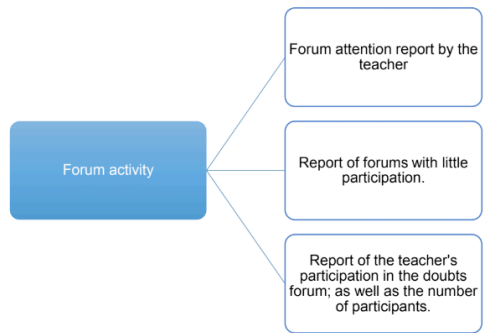 Forum attention report by the
teacher
Forum activity
Report of forums with little
participation.
Report of the teacher's
participation in the doubts
forum; as well as the number
of participants.